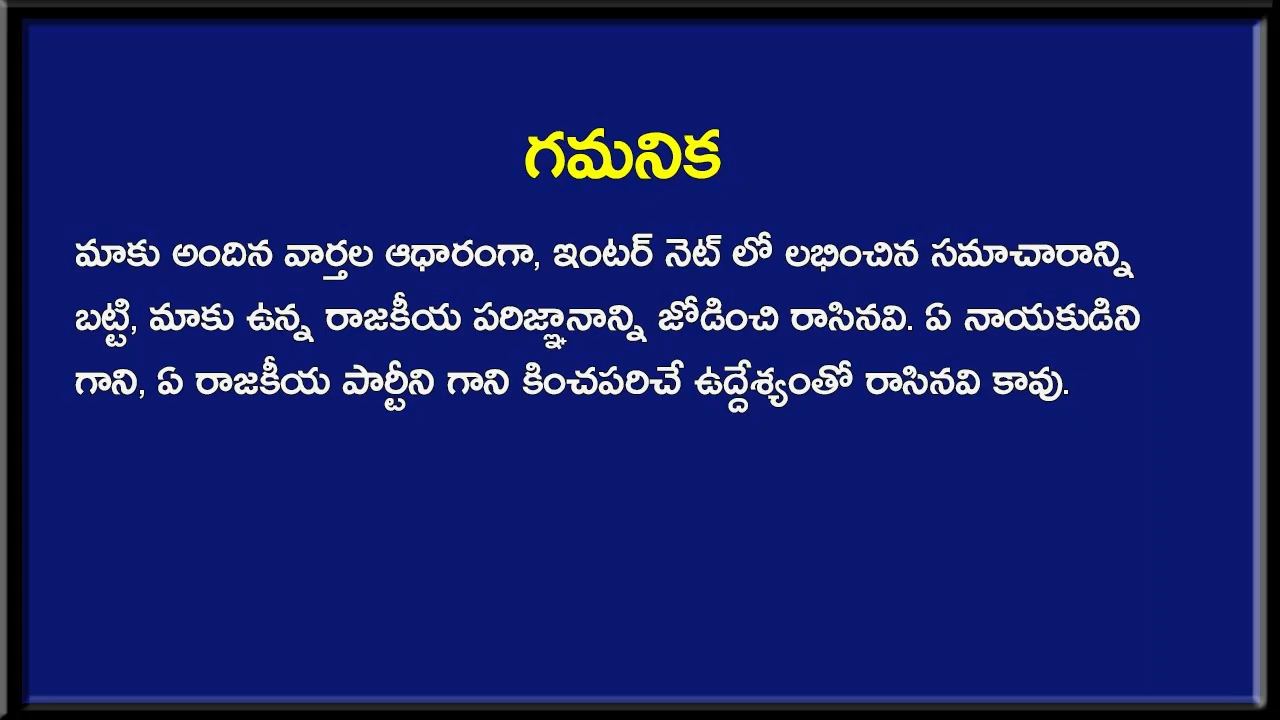 గమనిక
మాకు అందిన వార్తల ఆధారంగా, ఇంటర్ నెట్ లో లభించిన సమాచారాన్ని
బట్టి, మాకు ఉన్న రాజకీయ పరిజ్ఞానాన్ని జోడించి రాసినవి. ఏ నాయకుడిని
గాని, ఏ రాజకీయ పార్టీని గాని కించపరిచే ఉద్దేశ్యంతో రాసినవి కావు.